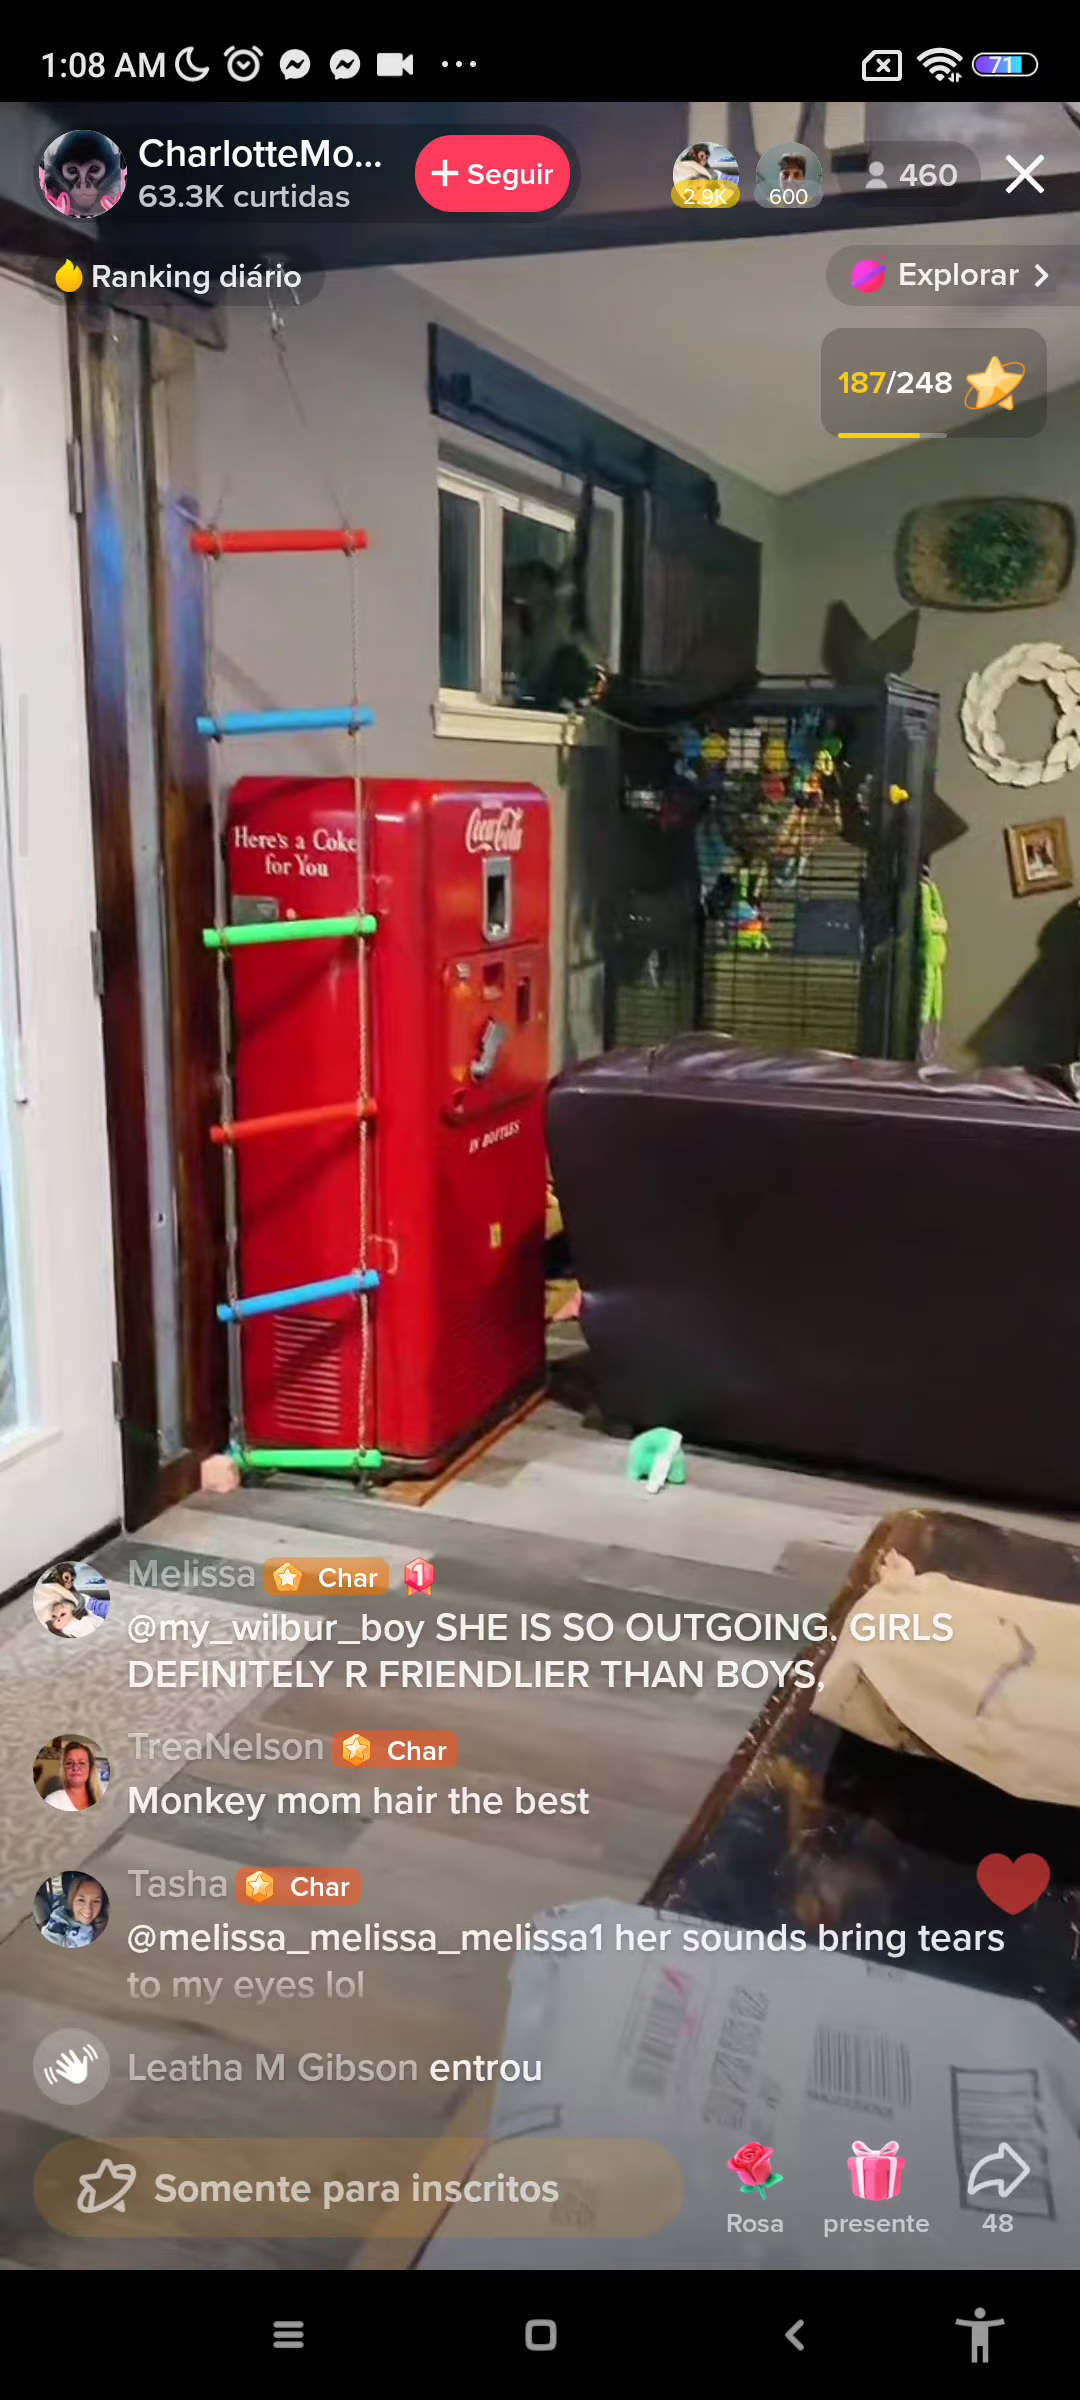 1:08 AM
71
CharlotteMo...
63.3K curtidas
+ Seguir
2.9K
600
460
Ranking diário
Explorar
187/248
Here's a Coke
for You
Coca-Cola
IN BOTTLES
Melissa Char 1
@my_wilbur_boy SHE IS SO OUTGOING. GIRLS
DEFINITELY R FRIENDLIER THAN BOYS,
TreaNelson Char
Monkey mom hair the best
Tasha Char
@melissa_melissa_melissa1 her sounds bring tears
to my eyes lol
Leatha M Gibson entrou
Somente para inscritos
Rosa
presente
48